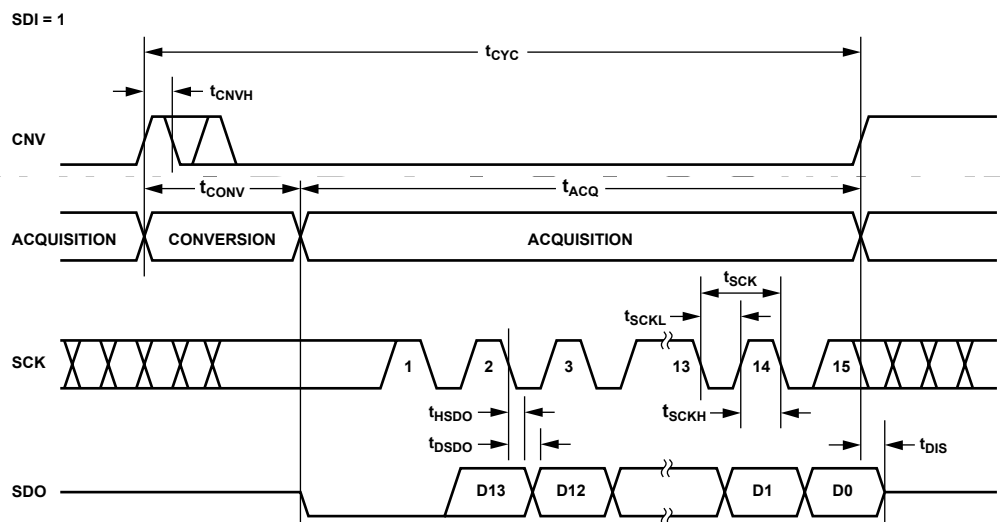 SDI = 1
tCYC
tCNVH
CNV
tCONV tACQ
ACQUISITION CONVERSION ACQUISITION
tSCK
tSCKL
SCK 1 2 3 13 14 15
tHSDO tSCKH
tDSDO tDIS
SDO D13 D12 D1 D0